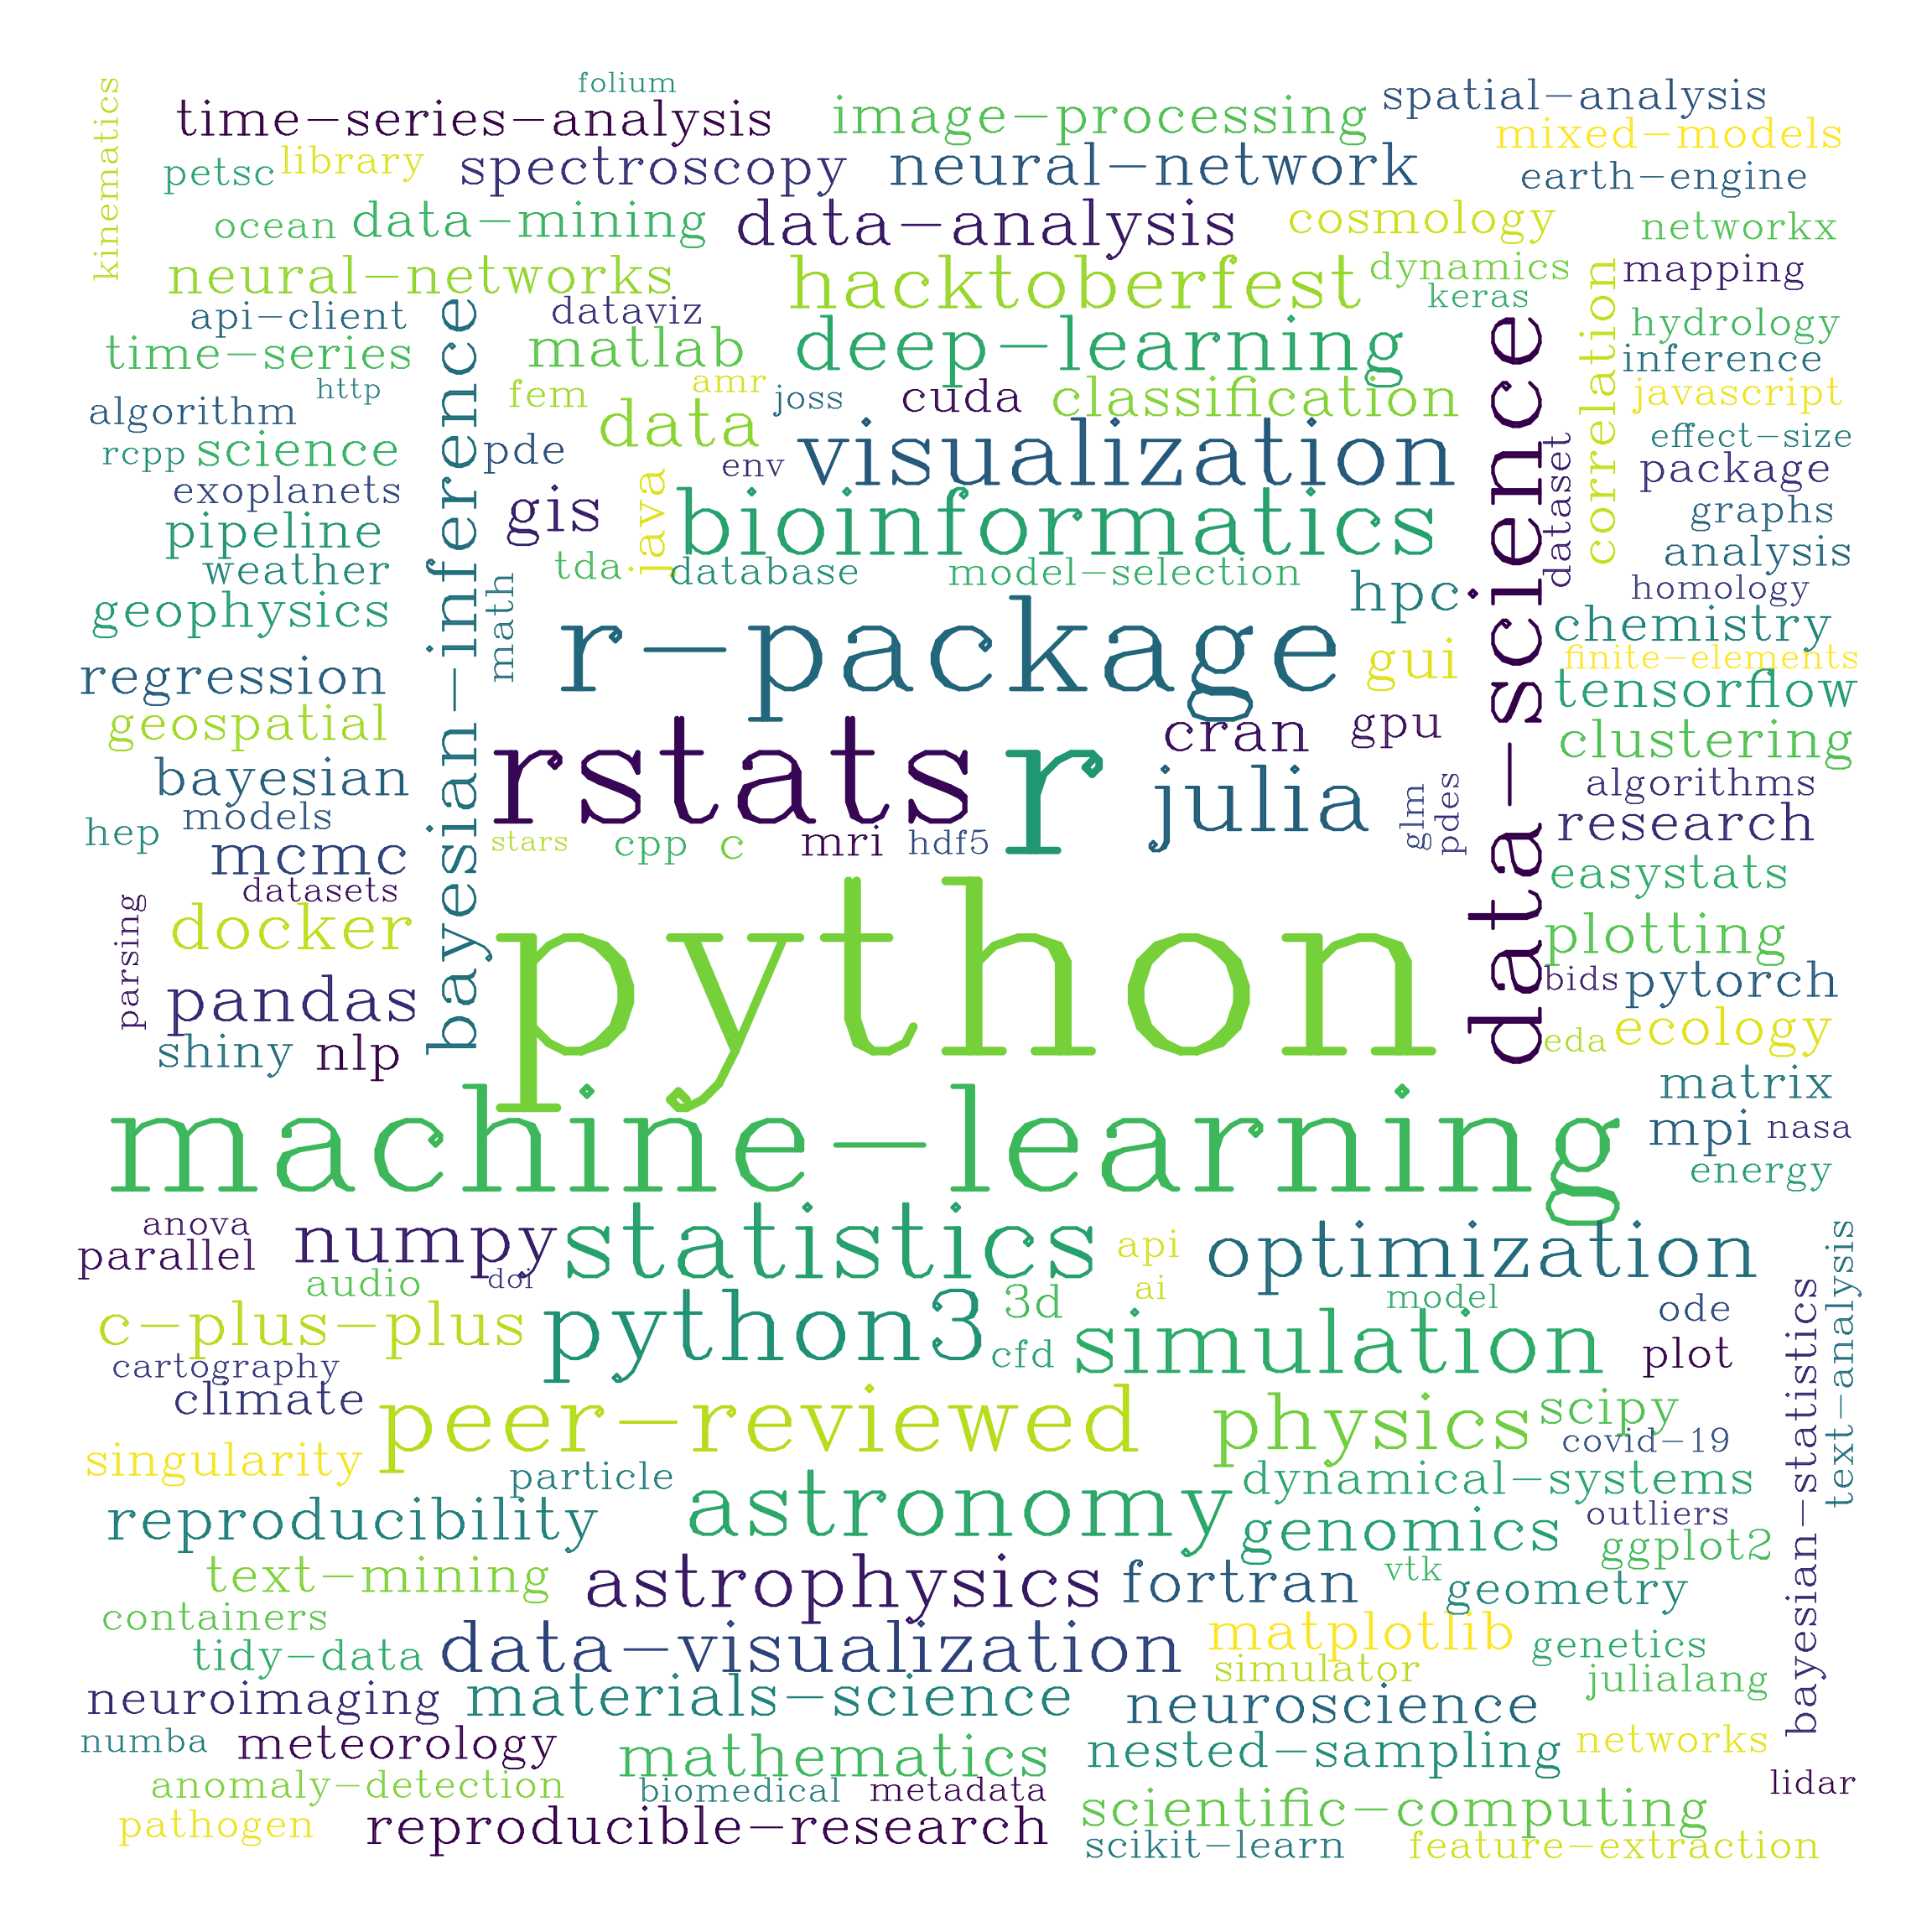 folium
kinematics
time-series-analysis
image-processing
spatial-analysis
mixed-models
petsc
library
spectroscopy
neural-network
earth-engine
ocean
data-mining
data-analysis
cosmology
networkx
neural-networks
hacktoberfest
dynamics
mapping
api-client
dataviz
keras
correlation
hydrology
time-series
matlab
deep-learning
inference
http
fem
amr
joss
cuda
classification
javascript
algorithm
data
visualization
effect-size
rcpp
science
pde
env
dataset
package
exoplanets
gis
java
bioinformatics
graphs
pipeline
bayesian-inference
data-science
analysis
weather
tda
database
model-selection
hpc
homology
geophysics
math
r-package
chemistry
regression
gui
finite-elements
tensorflow
geospatial
rstats
r
cran
gpu
clustering
bayesian
julia
algorithms
models
glm
pdes
research
hep
mcmc
stars
cpp
c
mri
hdf5
easystats
datasets
parsing
docker
python
plotting
pandas
bids
pytorch
shiny
nlp
eda
ecology
matrix
machine-learning
mpi
nasa
energy
anova
parallel
numpy
statistics
api
optimization
audio
doi
ai
model
text-analysis
c-plus-plus
python3
3d
simulation
ode
cartography
cfd
plot
bayesian-statistics
climate
peer-reviewed
physics
scipy
singularity
covid-19
particle
dynamical-systems
reproducibility
astronomy
genomics
outliers
ggplot2
text-mining
astrophysics
fortran
vtk
geometry
containers
matplotlib
tidy-data
data-visualization
simulator
genetics
neuroimaging
materials-science
neuroscience
julialang
numba
meteorology
mathematics
nested-sampling
networks
anomaly-detection
biomedical
metadata
lidar
pathogen
reproducible-research
scientific-computing
scikit-learn
feature-extraction